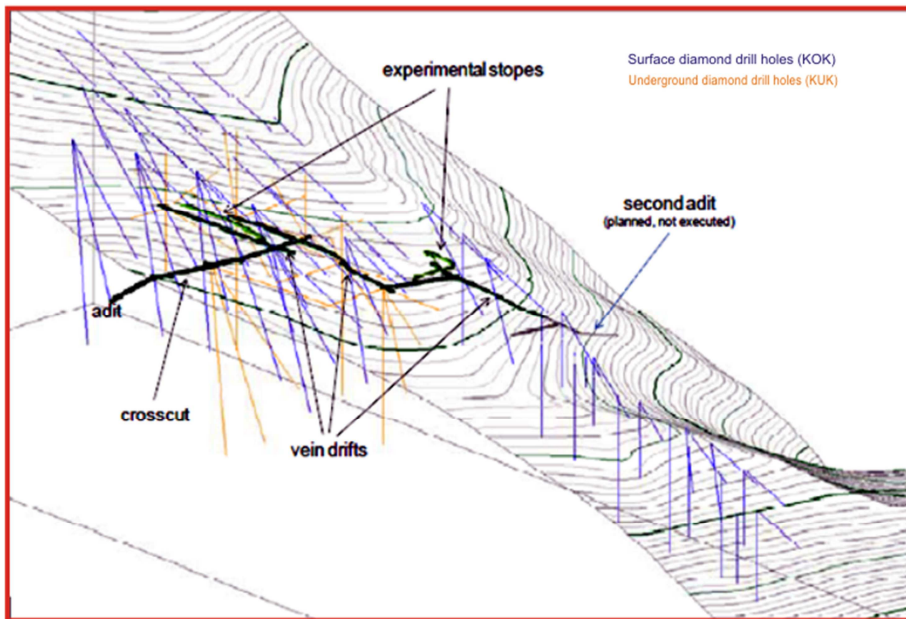 Surface diamond drill holes (KOK)
Underground diamond drill holes (KUK)
experimental stopes
second adit
(planned, not executed)
adit
crosscut
vein drifts